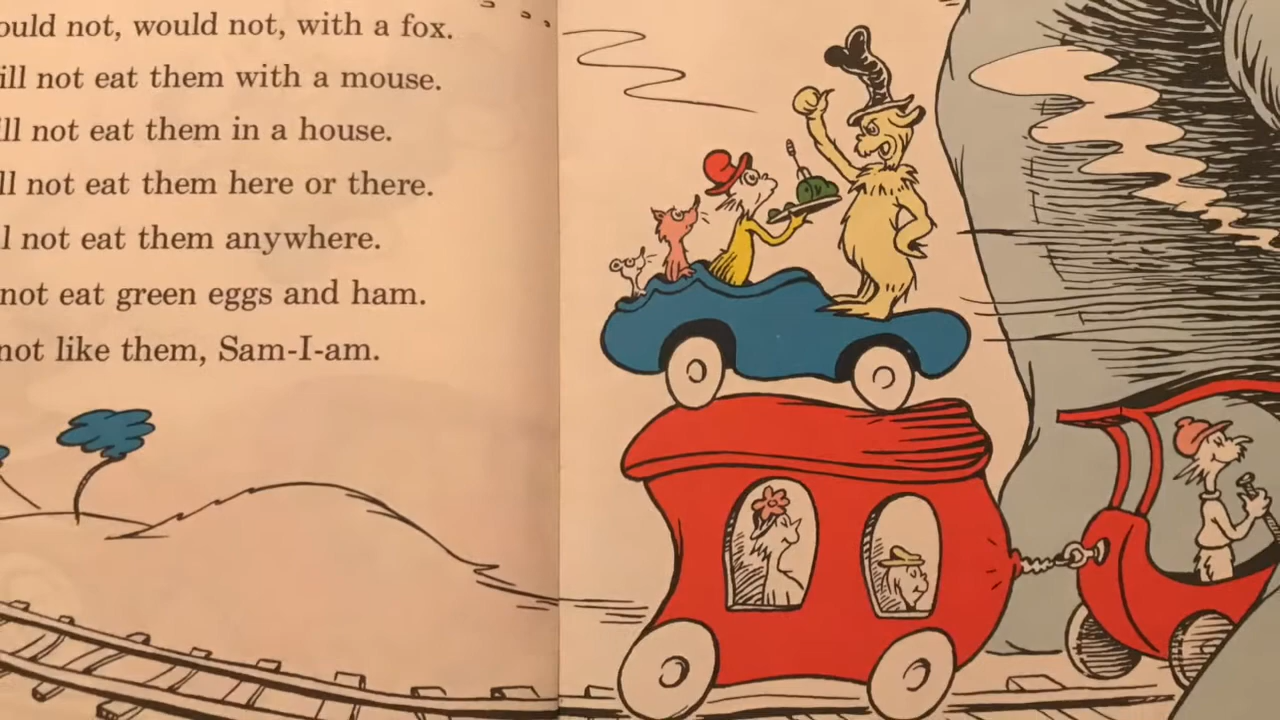 ould not, would not, with a fox.
ill not eat them with a mouse.
ll not eat them in a house.
ll not eat them here or there.
l not eat them anywhere.
not eat green eggs and ham.
not like them, Sam-I-am.